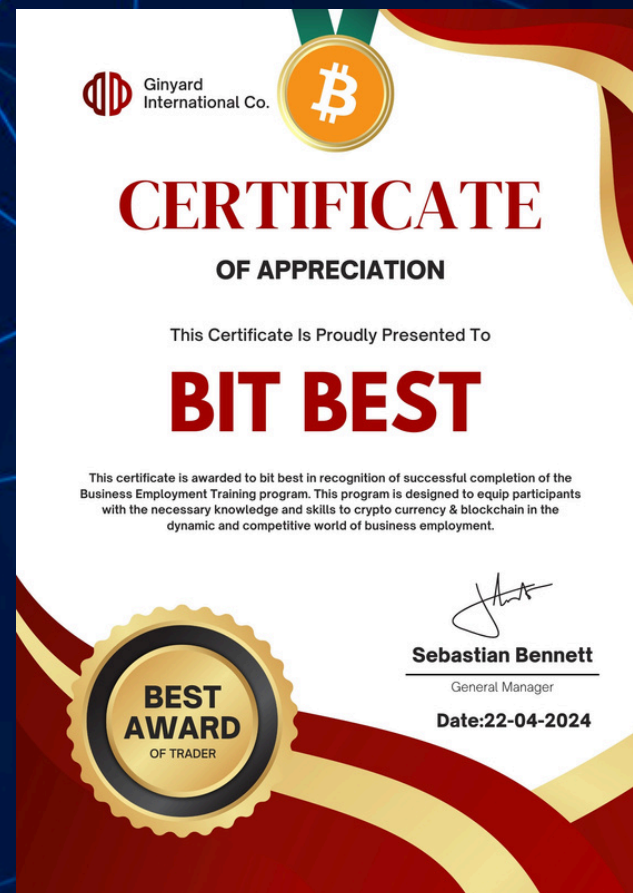 Ginyard
International Co.
₿
CERTIFICATE
OF APPRECIATION
This Certificate Is Proudly Presented To
BIT BEST
This certificate is awarded to bit best in recognition of successful completion of the
Business Employment Training program. This program is designed to equip participants
with the necessary knowledge and skills to crypto currency & blockchain in the
dynamic and competitive world of business employment.
Sebastian Bennett
General Manager
Date:22-04-2024
BEST
AWARD
OF TRADER